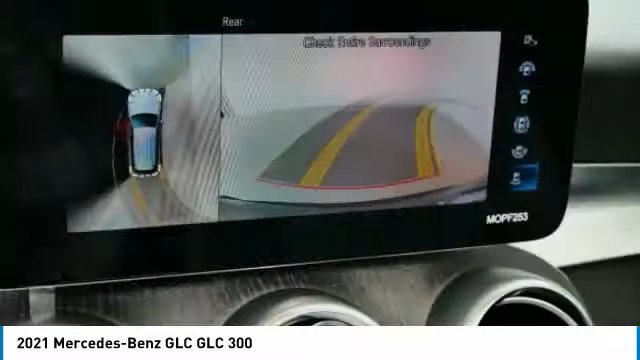 Rear
Check Entire Surroundings
MOPF253
2021 Mercedes-Benz GLC GLC 300